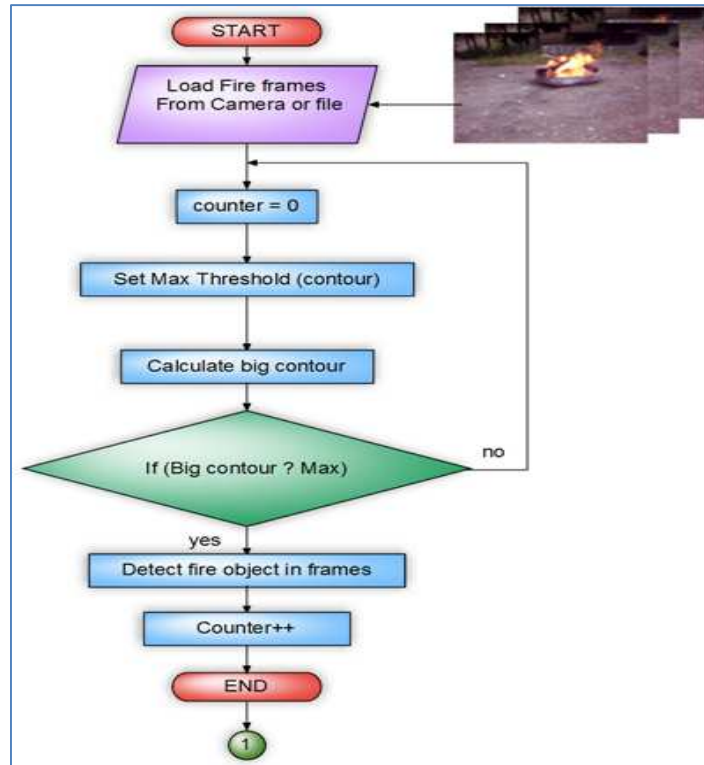 START
Load Fire frames
From Camera or file
counter = 0
Set Max Threshold (contour)
Calculate big contour
If (Big contour ? Max)
no
yes
Detect fire object in frames
Counter++
END
1